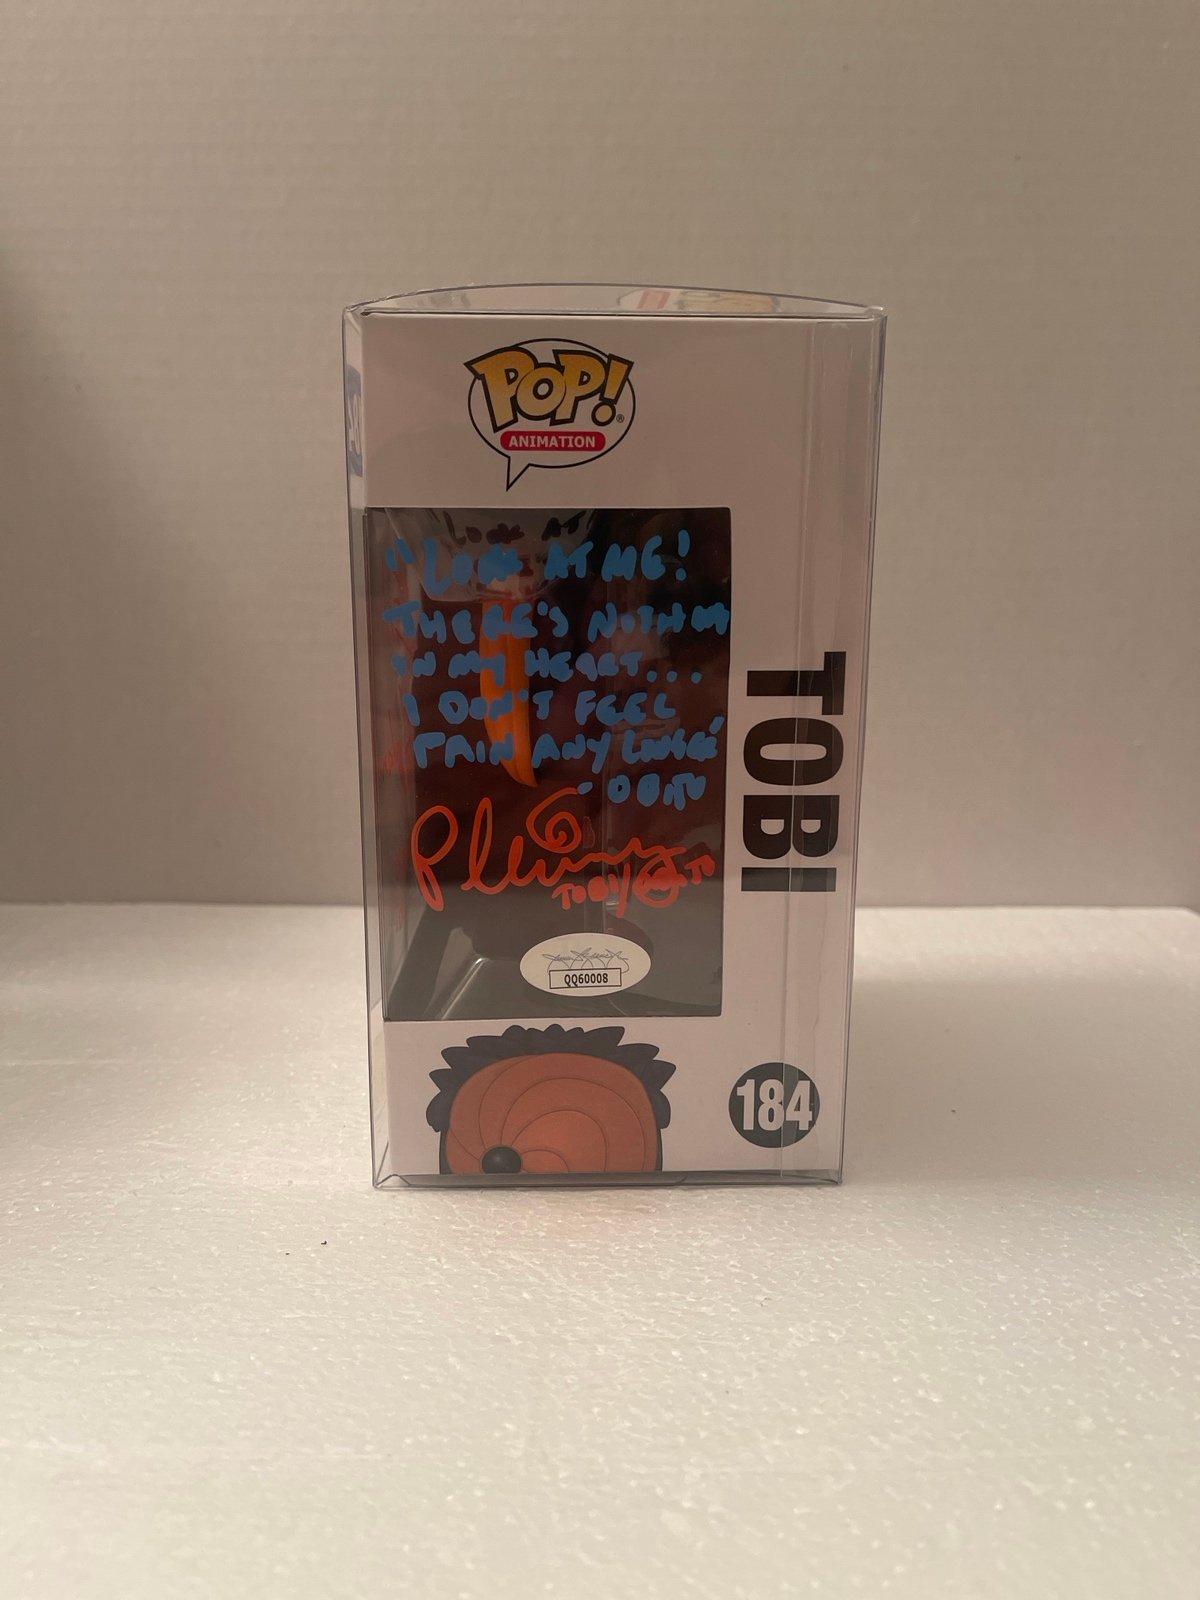 POP!
ANIMATION
"LOOK AT ME!
THERE'S NOTHING
IN MY HEART...
I DON'T FEEL
PAIN ANY LONGER
- OBITO
TOBI/
QQ60008
TOBI
184